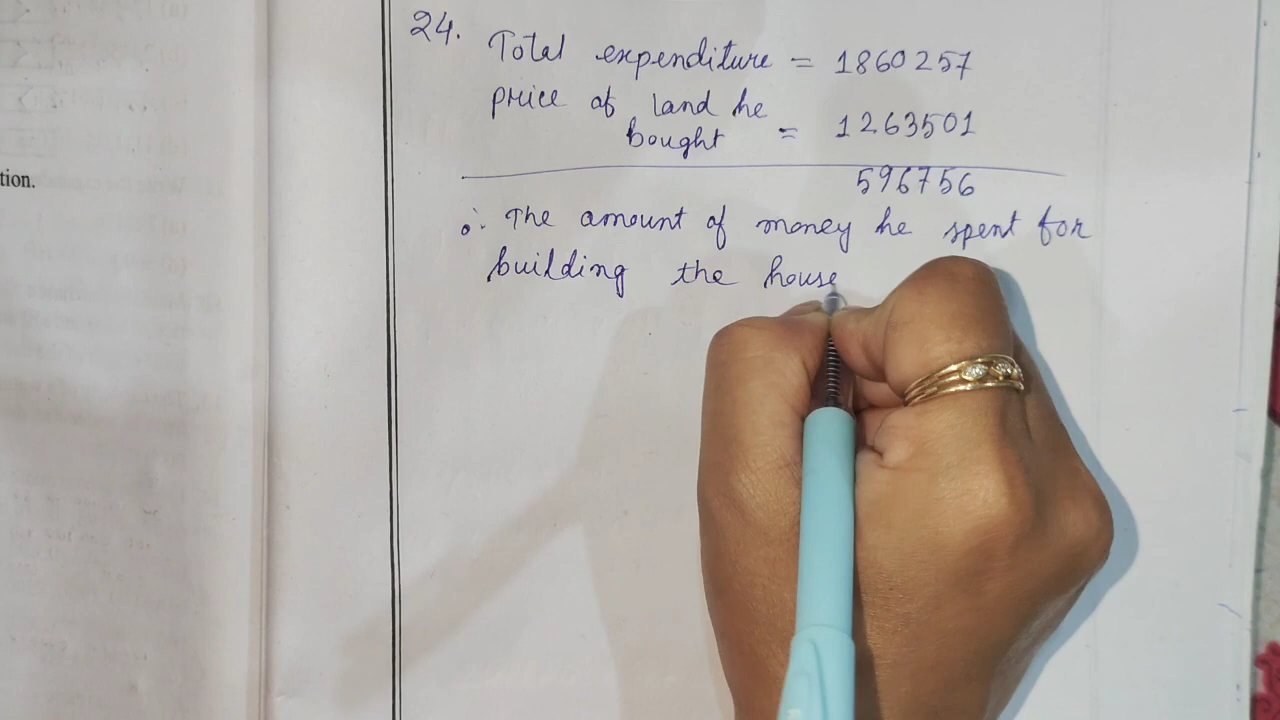 tion.
24.
Total expenditure = 1860257
price of land he
bought = 1263501
596756
∴ The amount of money he spent for
building the house